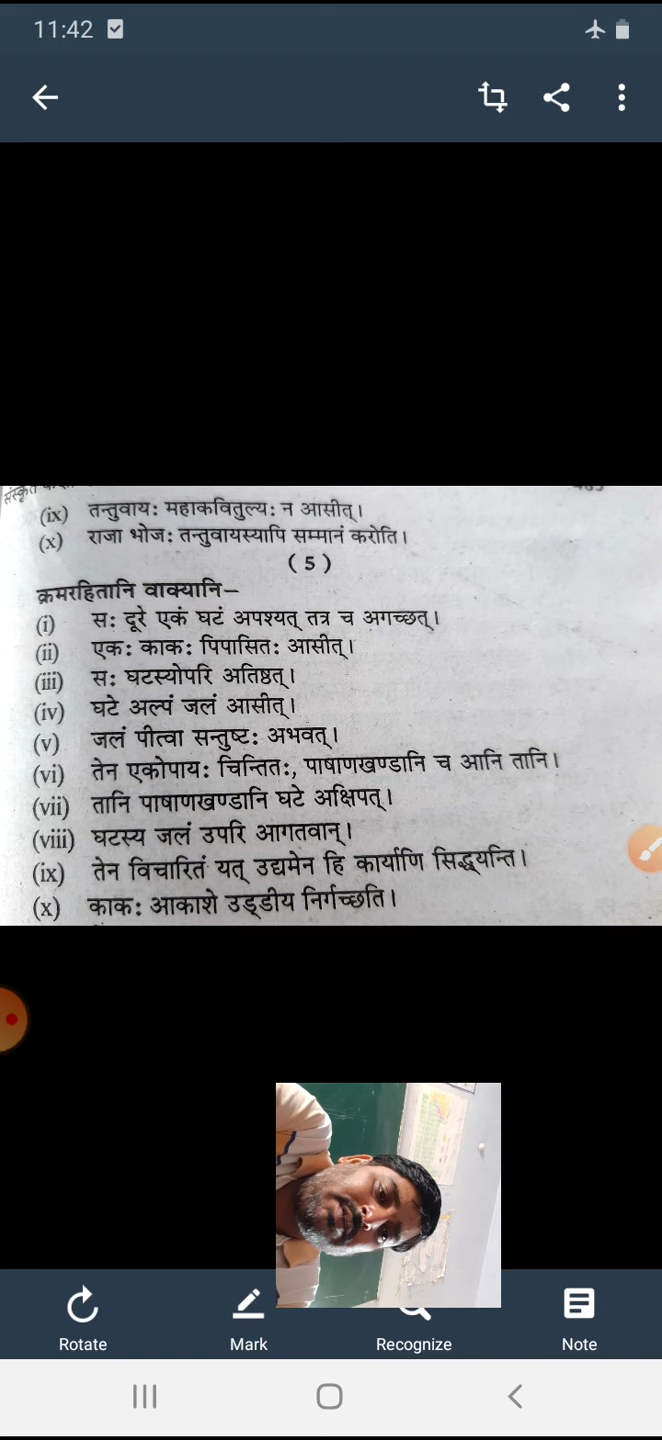 11:42
संस्कृत
(ix) तन्तुवायः महाकवितुल्यः न आसीत्।
(x) राजा भोजः तन्तुवायस्यापि सम्मानं करोति।
(5)
क्रमरहितानि वाक्यानि–
(i) सः दूरे एकं घटं अपश्यत् तत्र च अगच्छत्।
(ii) एकः काकः पिपासितः आसीत्।
(iii) सः घटस्योपरि अतिष्ठत्।
(iv) घटे अल्पं जलं आसीत्।
(v) जलं पीत्वा सन्तुष्टः अभवत्।
(vi) तेन एकोपायः चिन्तितः, पाषाणखण्डानि च आनि तानि।
(vii) तानि पाषाणखण्डानि घटे अक्षिपत्।
(viii) घटस्य जलं उपरि आगतवान्।
(ix) तेन विचारितं यत् उद्यमेन हि कार्याणि सिद्ध्यन्ति।
(x) काकः आकाशे उड्डीय निर्गच्छति।
Rotate Mark Recognize Note